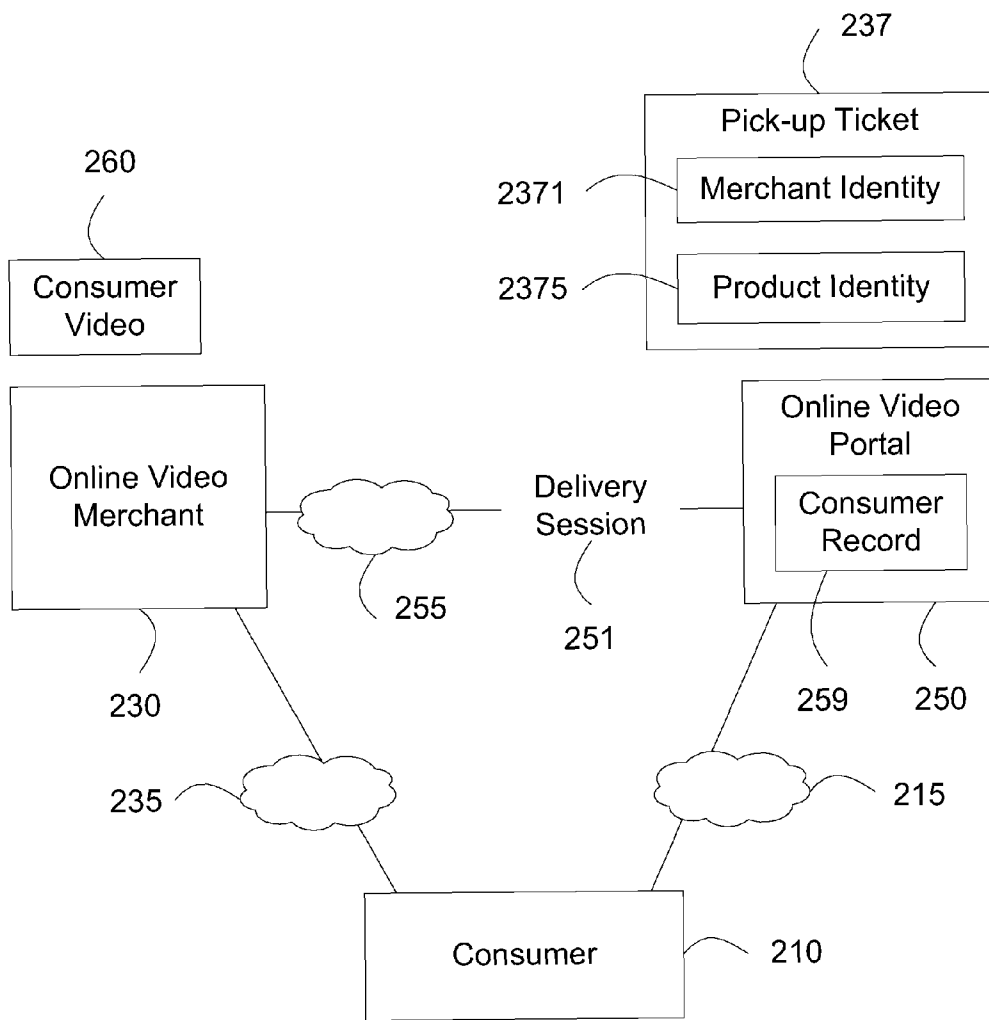 237
Pick-up Ticket
260
2371
Merchant Identity
Consumer
Video
2375
Product Identity
Online Video
Merchant
Delivery
Session
Online Video
Portal
Consumer
Record
255
251
230
259
250
235
215
Consumer
210